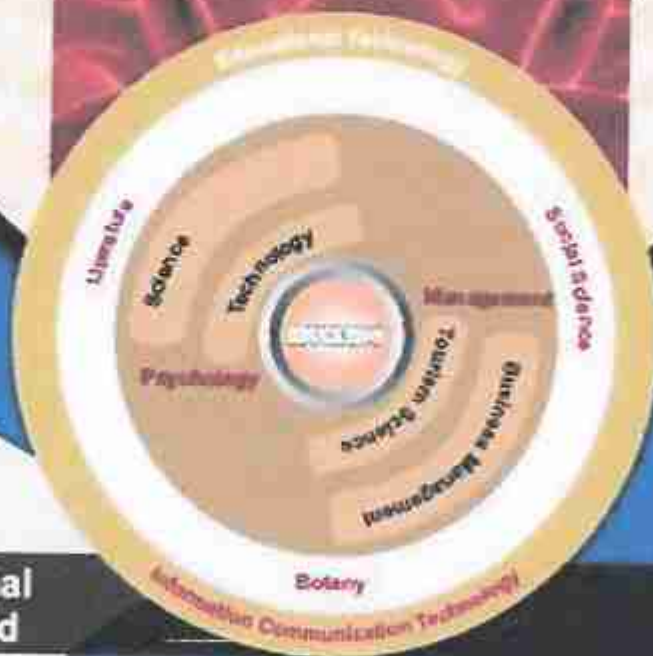 Educational Technology
Literature
Social Science
Science
Technology
Management
Psychology
Tourism Science
Business Management
Botany
Information Communication Technology
al
d